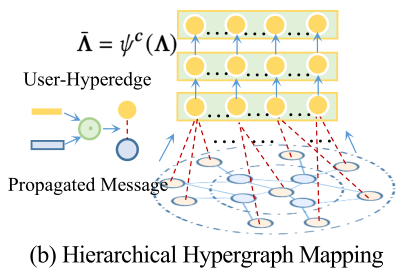 Λ̄ = ψᶜ(Λ)
User-Hyperedge
Propagated Message
(b) Hierarchical Hypergraph Mapping